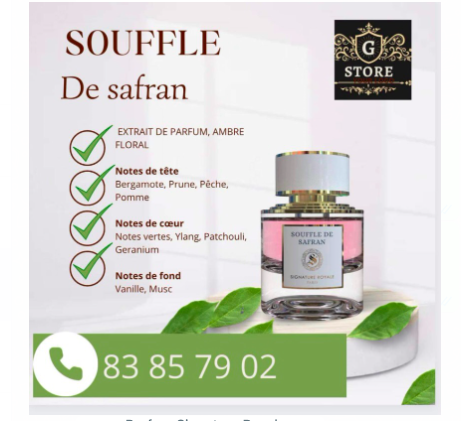 SOUFFLE
De safran
G
STORE
EXTRAIT DE PARFUM, AMBRE
FLORAL
Notes de tête
Bergamote, Prune, Pêche,
Pomme
Notes de cœur
Notes vertes, Ylang, Patchouli,
Geranium
Notes de fond
Vanille, Musc
SOUFFLE DE
SAFRAN
83 85 79 02